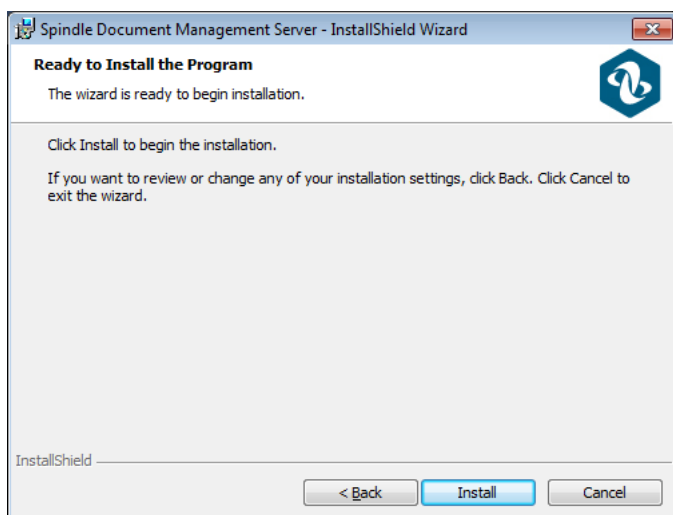 Spindle Document Management Server - InstallShield Wizard
Ready to Install the Program
The wizard is ready to begin installation.
Click Install to begin the installation.
If you want to review or change any of your installation settings, click Back. Click Cancel to
exit the wizard.
InstallShield
< Back
Install
Cancel